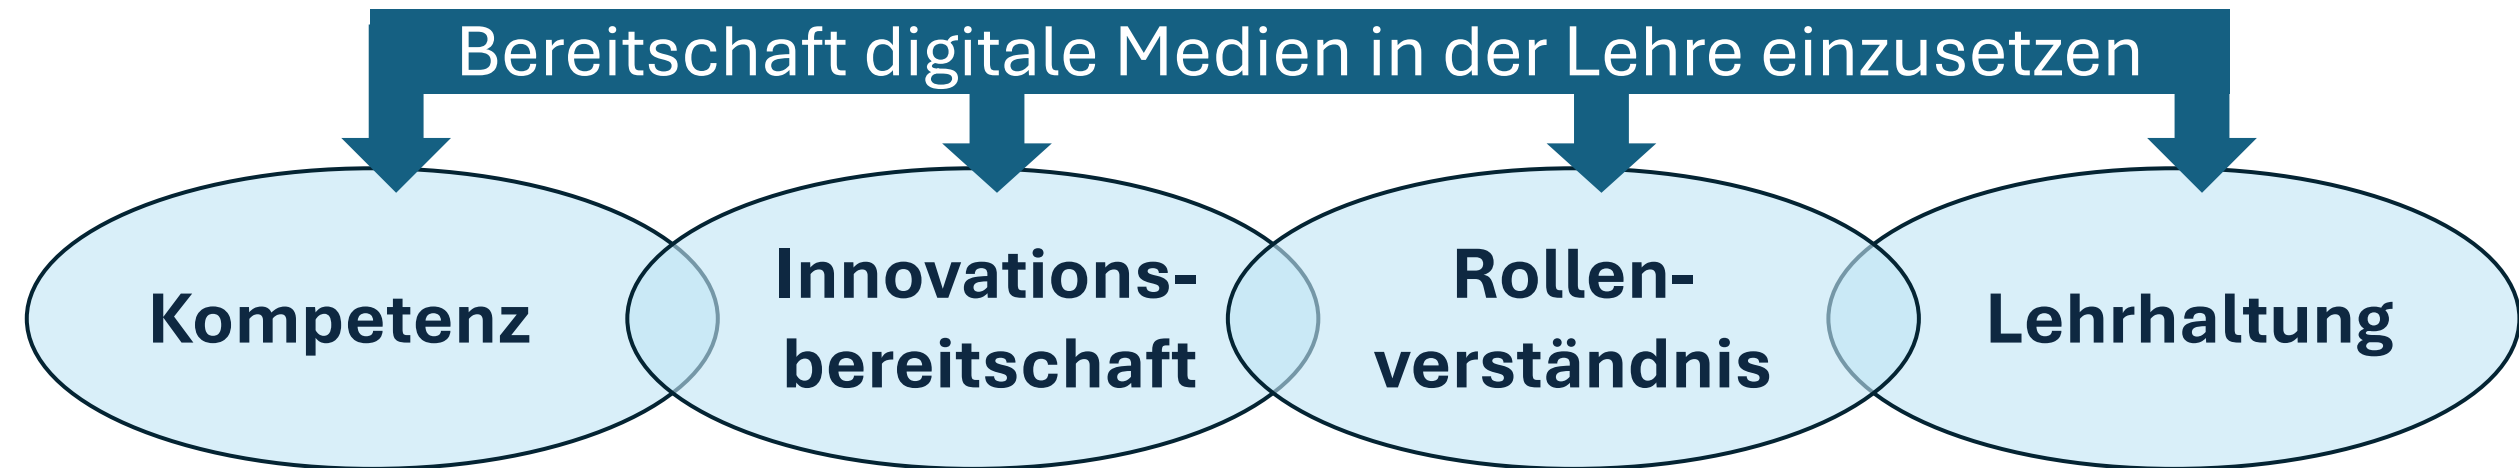 Bereitschaft digitale Medien in der Lehre einzusetzen
Kompetenz
Innovations-
bereitschaft
Rollen-
verständnis
Lehrhaltung